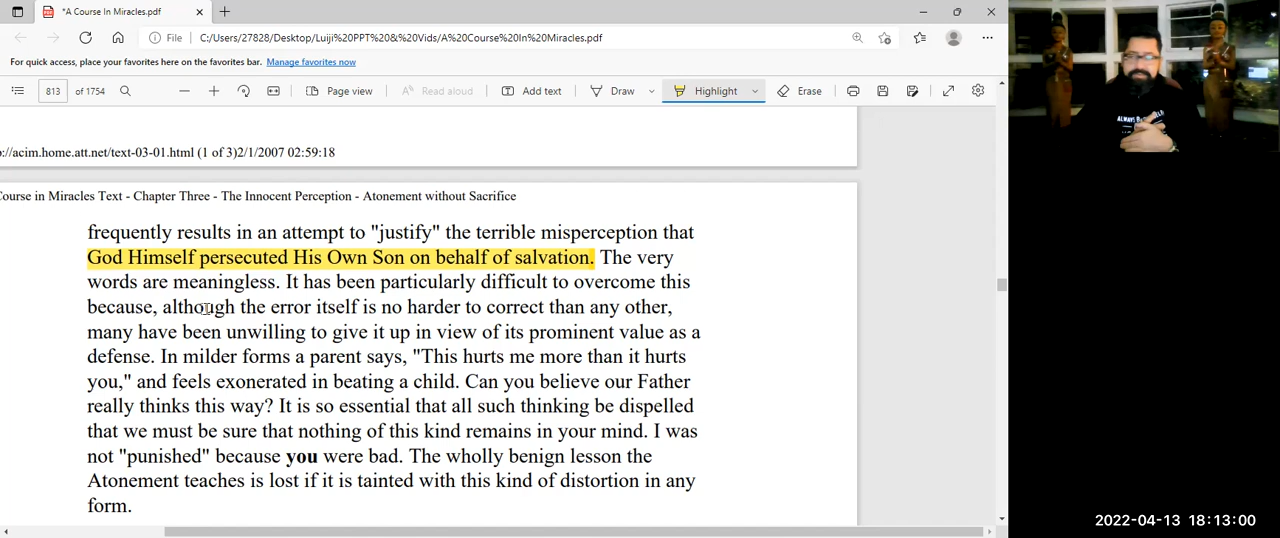 *A Course In Miracles.pdf
File C:/Users/27828/Desktop/Luiji%20PPT%20&%20Vids/A%20Course%20In%20Miracles.pdf
For quick access, place your favorites here on the favorites bar. Manage favorites now
813 of 1754 Page view Read aloud Add text Draw Highlight Erase
p://acim.home.att.net/text-03-01.html (1 of 3)2/1/2007 02:59:18
Course in Miracles Text - Chapter Three - The Innocent Perception - Atonement without Sacrifice
frequently results in an attempt to "justify" the terrible misperception that
God Himself persecuted His Own Son on behalf of salvation. The very
words are meaningless. It has been particularly difficult to overcome this
because, although the error itself is no harder to correct than any other,
many have been unwilling to give it up in view of its prominent value as a
defense. In milder forms a parent says, "This hurts me more than it hurts
you," and feels exonerated in beating a child. Can you believe our Father
really thinks this way? It is so essential that all such thinking be dispelled
that we must be sure that nothing of this kind remains in your mind. I was
not "punished" because you were bad. The wholly benign lesson the
Atonement teaches is lost if it is tainted with this kind of distortion in any
form.
2022-04-13 18:13:00